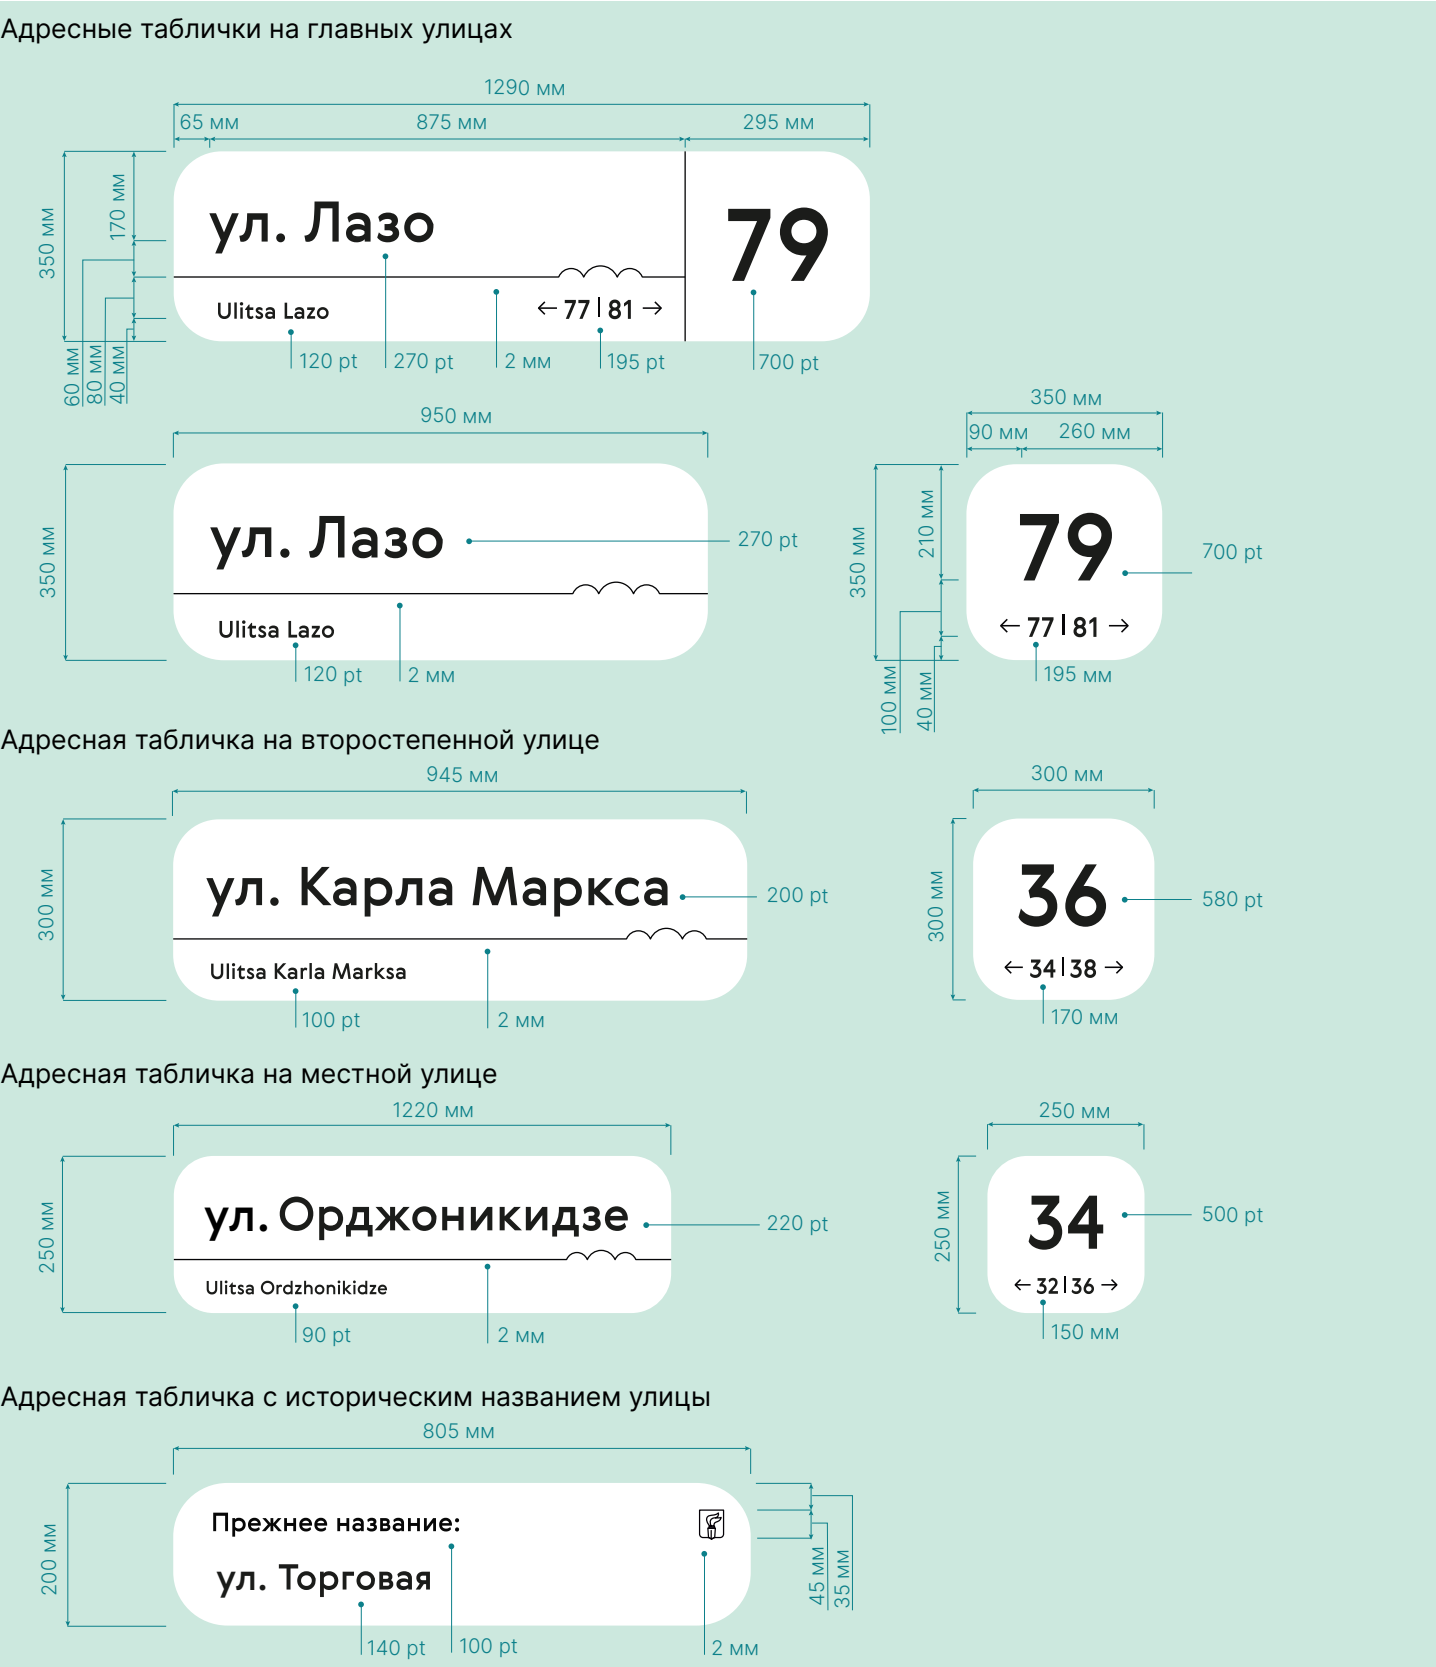 Адресные таблички на главных улицах
1290 мм
65 мм 875 мм 295 мм
350 мм
170 мм
60 мм
80 мм
40 мм
ул. Лазо
79
Ulitsa Lazo
← 77 | 81 →
120 pt 270 pt 2 мм 195 pt 700 pt
950 мм
350 мм
ул. Лазо
270 pt
Ulitsa Lazo
120 pt 2 мм
350 мм
90 мм 260 мм
350 мм
210 мм
100 мм
40 мм
79
700 pt
← 77 | 81 →
195 мм
Адресная табличка на второстепенной улице
945 мм
300 мм
ул. Карла Маркса
200 pt
Ulitsa Karla Marksa
100 pt 2 мм
300 мм
300 мм
36
580 pt
← 34 | 38 →
170 мм
Адресная табличка на местной улице
1220 мм
250 мм
ул. Орджоникидзе
220 pt
Ulitsa Ordzhonikidze
90 pt 2 мм
250 мм
250 мм
34
500 pt
← 32 | 36 →
150 мм
Адресная табличка с историческим названием улицы
805 мм
200 мм
Прежнее название:
ул. Торговая
45 мм
35 мм
140 pt 100 pt 2 мм